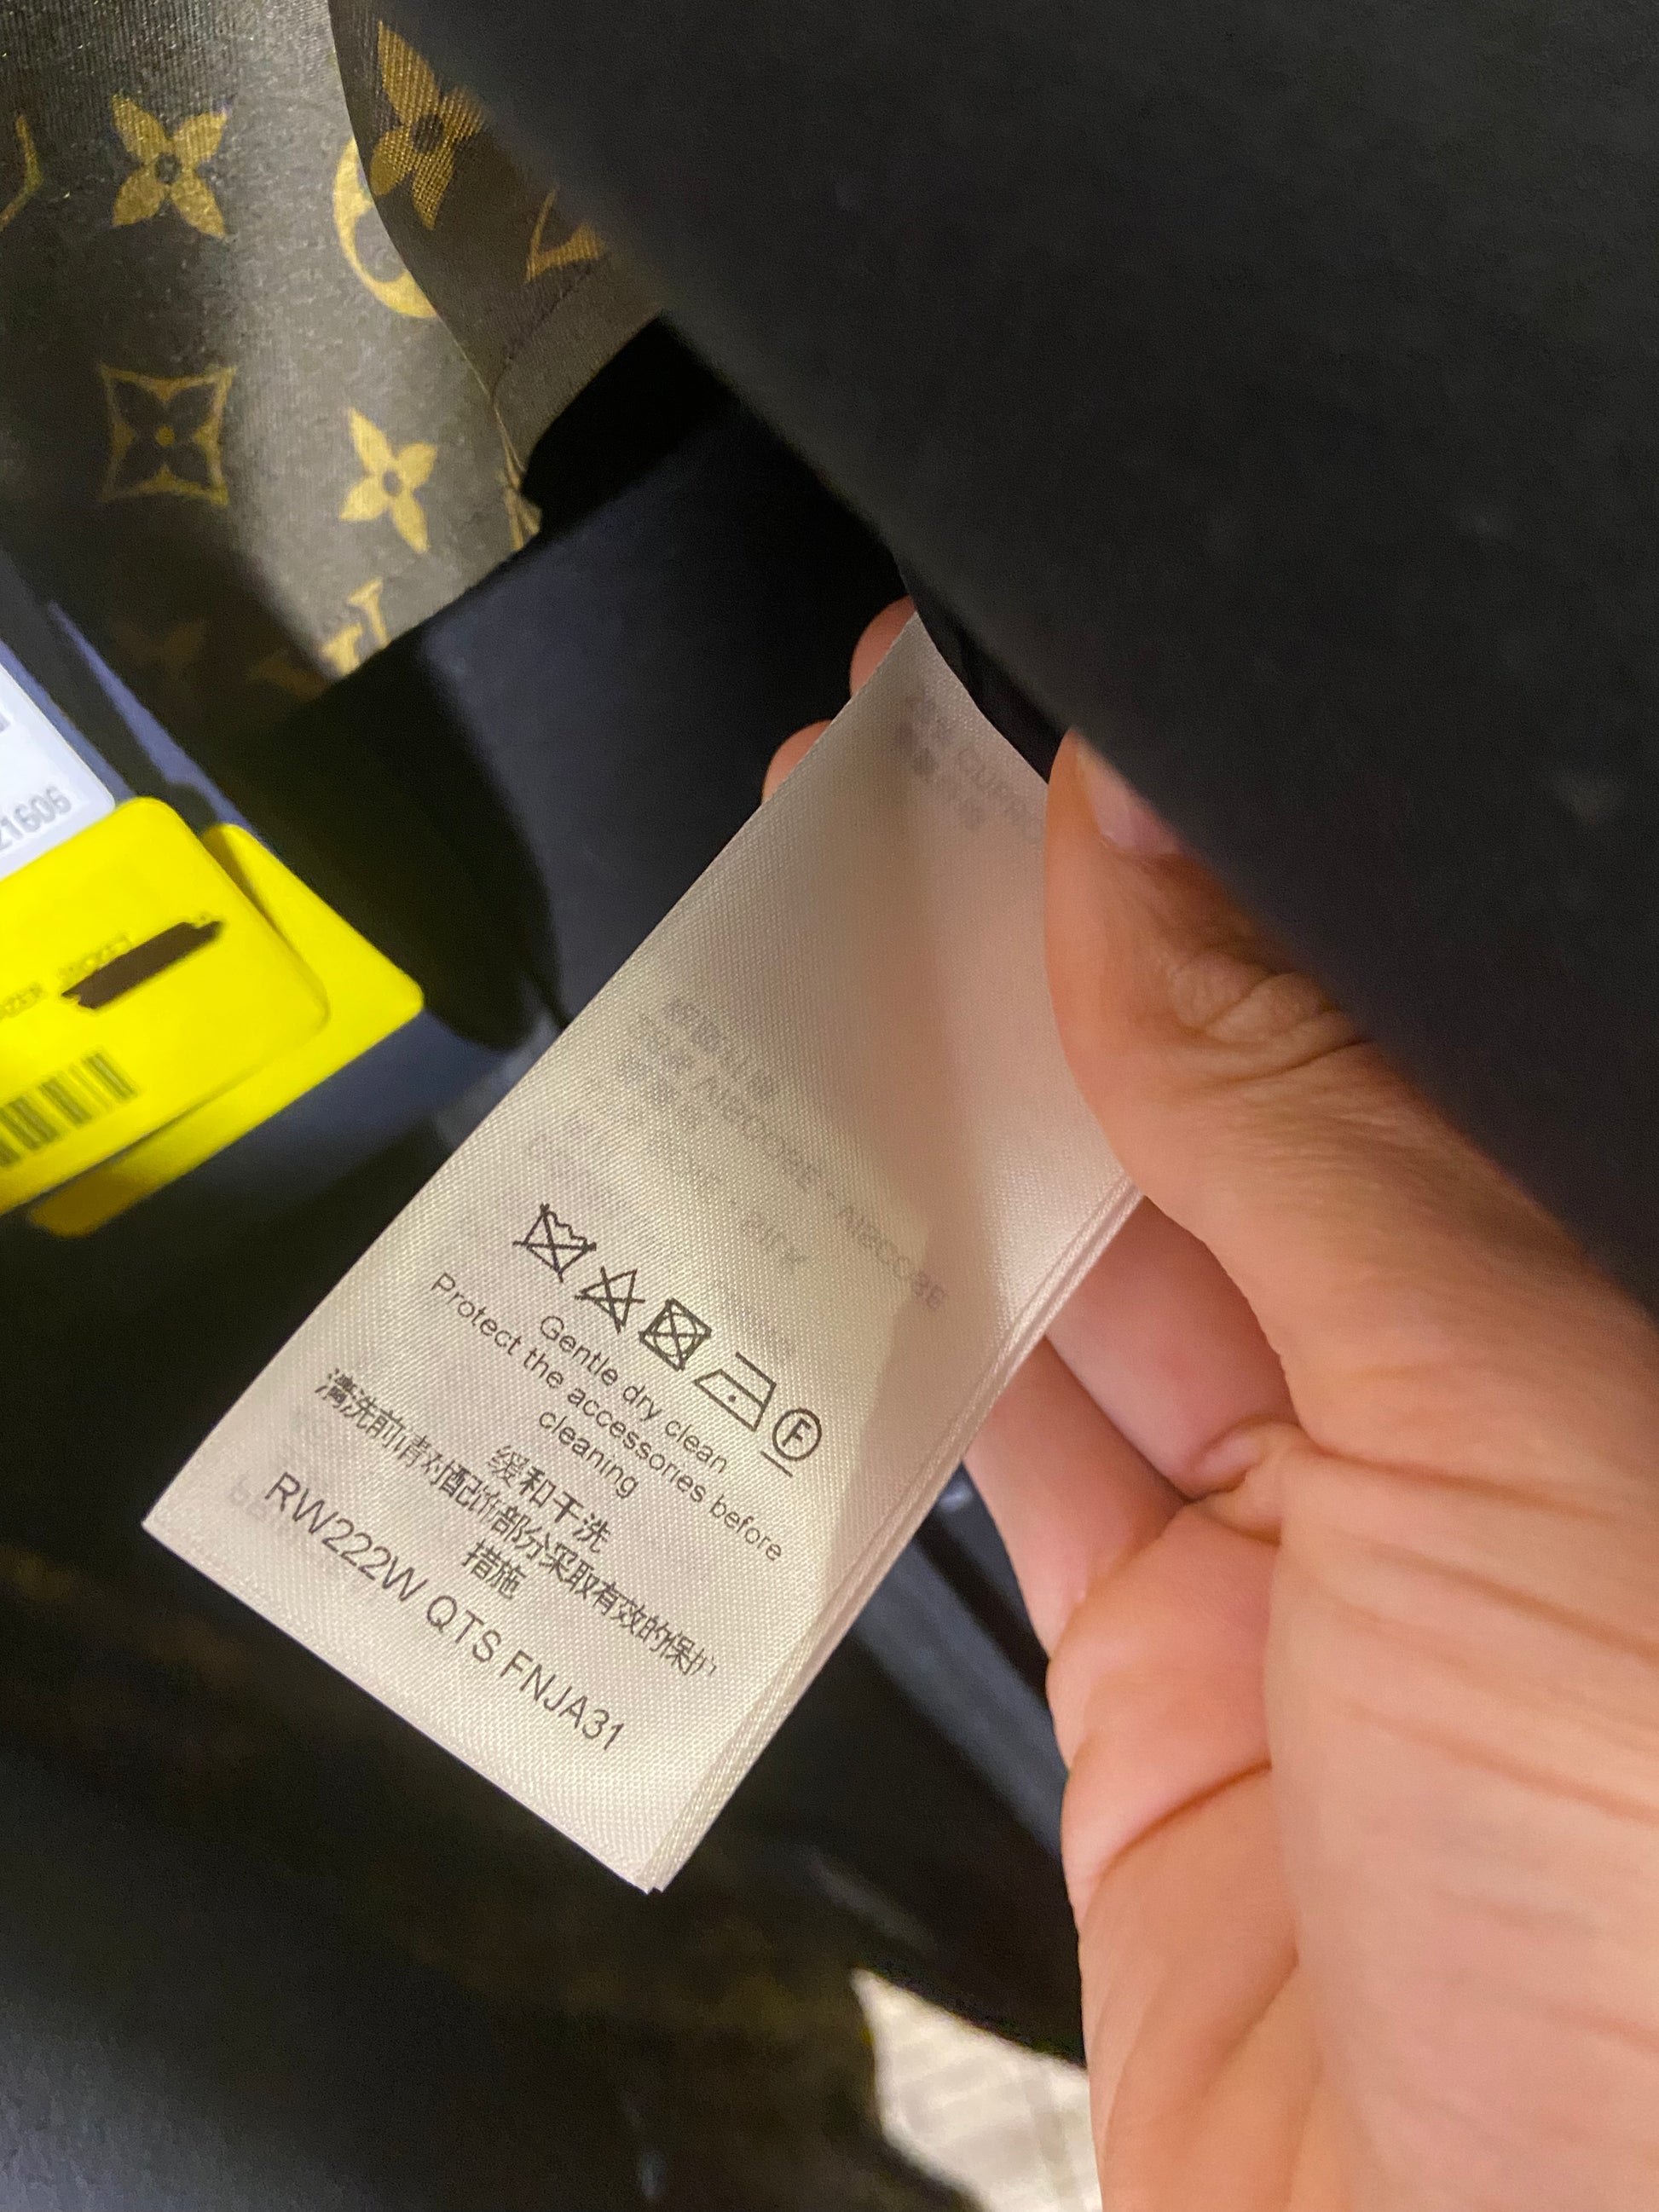 21606
F
Gentle dry clean
Protect the accessories before
cleaning
缓和干洗
清洗前请对配饰部分采取有效的保护
措施
RW222W QTS FNJA31